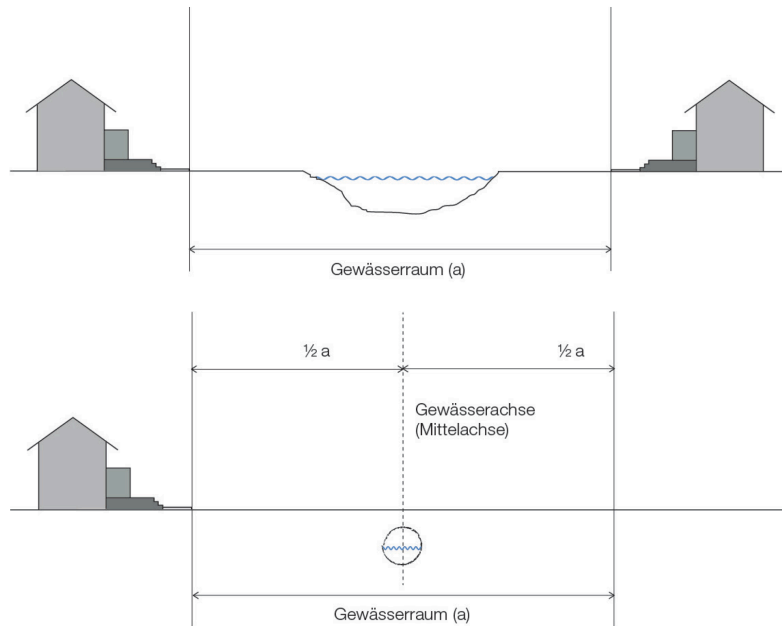 Gewässerraum (a)
½ a
½ a
Gewässerachse
(Mittelachse)
Gewässerraum (a)